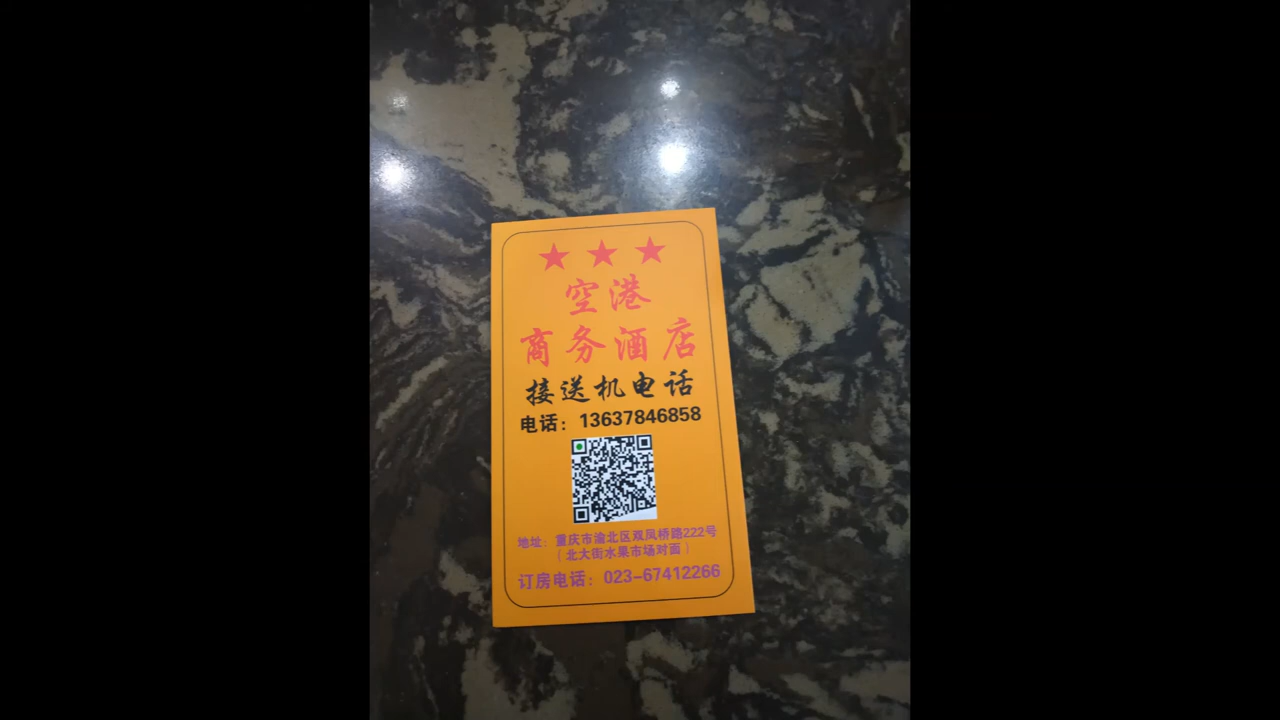 ★ ★ ★
空港
商务酒店
接送机电话
电话：13637846858
地址：重庆市渝北区双凤桥路222号
（北大街水果市场对面）
订房电话：023-67412266